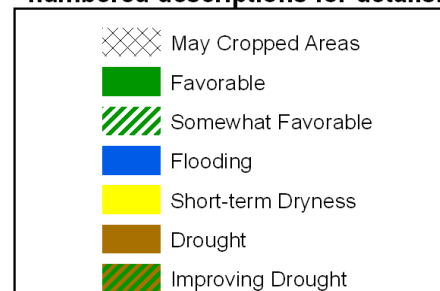 numbered descriptions for details.
May Cropped Areas
Favorable
Somewhat Favorable
Flooding
Short-term Dryness
Drought
Improving Drought